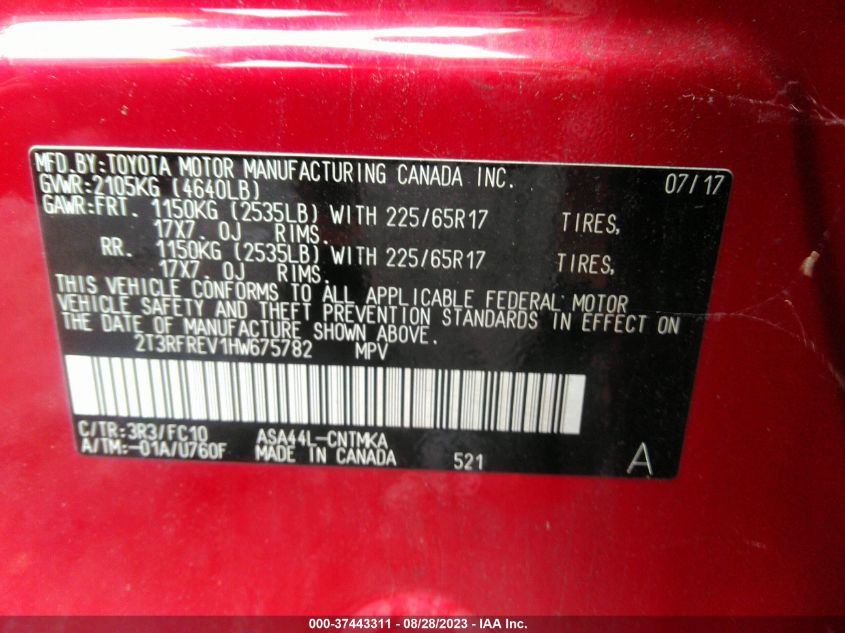 MFD.BY:TOYOTA MOTOR MANUFACTURING CANADA INC. 07/17
GVWR:2105KG (4640LB)
GAWR:FRT. 1150KG (2535LB) WITH 225/65R17 TIRES,
17X7. 0J RIMS.
RR. 1150KG (2535LB) WITH 225/65R17 TIRES,
17X7. 0J RIMS.
THIS VEHICLE CONFORMS TO ALL APPLICABLE FEDERAL MOTOR
VEHICLE SAFETY AND THEFT PREVENTION STANDARDS IN EFFECT ON
THE DATE OF MANUFACTURE SHOWN ABOVE.
2T3RFREV1HW675782 MPV
C/TR:3R3/FC10 ASA44L-CNTMKA
A/TM:-01A/U760F MADE IN CANADA 521 A
000-37443311 - 08/28/2023 - IAA Inc.